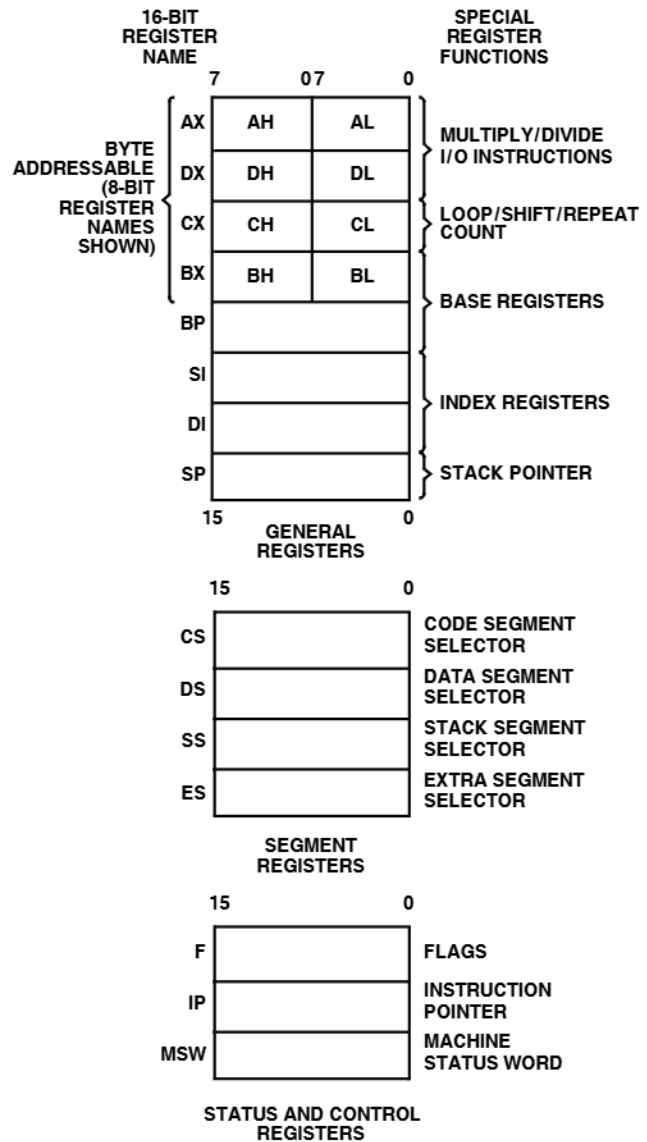 16-BIT
REGISTER
NAME
SPECIAL
REGISTER
FUNCTIONS
7 0 7 0
BYTE
ADDRESSABLE
(8-BIT
REGISTER
NAMES
SHOWN)
AX AH AL
DX DH DL
MULTIPLY/DIVIDE
I/O INSTRUCTIONS
CX CH CL
LOOP/SHIFT/REPEAT
COUNT
BX BH BL
BP
BASE REGISTERS
SI
DI
INDEX REGISTERS
SP
STACK POINTER
15 0
GENERAL
REGISTERS
15 0
CS
CODE SEGMENT
SELECTOR
DS
DATA SEGMENT
SELECTOR
SS
STACK SEGMENT
SELECTOR
ES
EXTRA SEGMENT
SELECTOR
SEGMENT
REGISTERS
15 0
F FLAGS
IP
INSTRUCTION
POINTER
MSW
MACHINE
STATUS WORD
STATUS AND CONTROL
REGISTERS